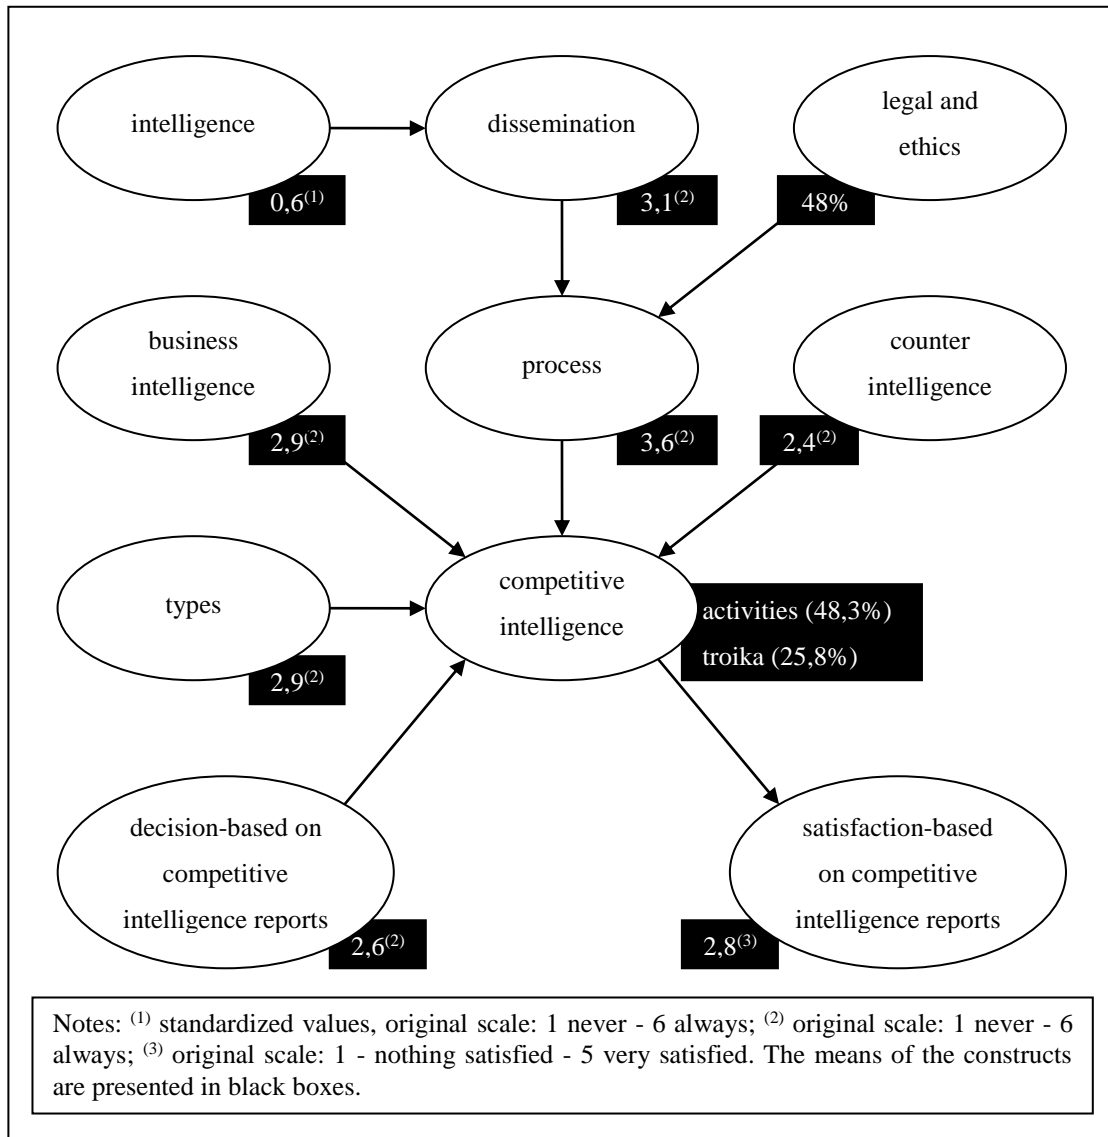 intelligence
dissemination
legal and
ethics
0,6(1)
3,1(2)
48%
business
intelligence
process
counter
intelligence
2,9(2)
3,6(2)
2,4(2)
types
competitive
intelligence
activities (48,3%)
troika (25,8%)
2,9(2)
decision-based on
competitive
intelligence reports
satisfaction-based
on competitive
intelligence reports
2,6(2)
2,8(3)
Notes: (1) standardized values, original scale: 1 never - 6 always; (2) original scale: 1 never - 6
always; (3) original scale: 1 - nothing satisfied - 5 very satisfied. The means of the constructs
are presented in black boxes.